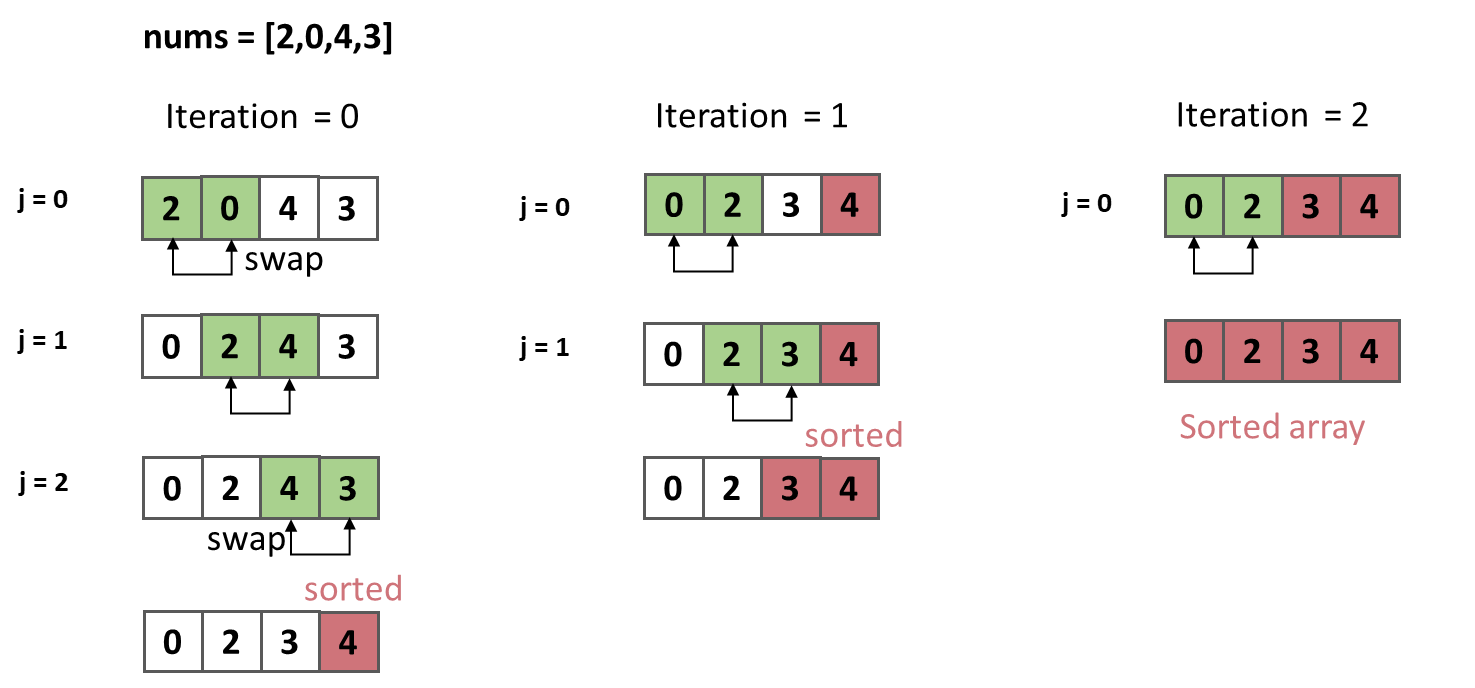 nums = [2,0,4,3]
Iteration = 0
j = 0
2 0 4 3
swap
j = 1
0 2 4 3
j = 2
0 2 4 3
swap
sorted
0 2 3 4
Iteration = 1
j = 0
0 2 3 4
j = 1
0 2 3 4
sorted
0 2 3 4
Iteration = 2
j = 0
0 2 3 4
0 2 3 4
Sorted array